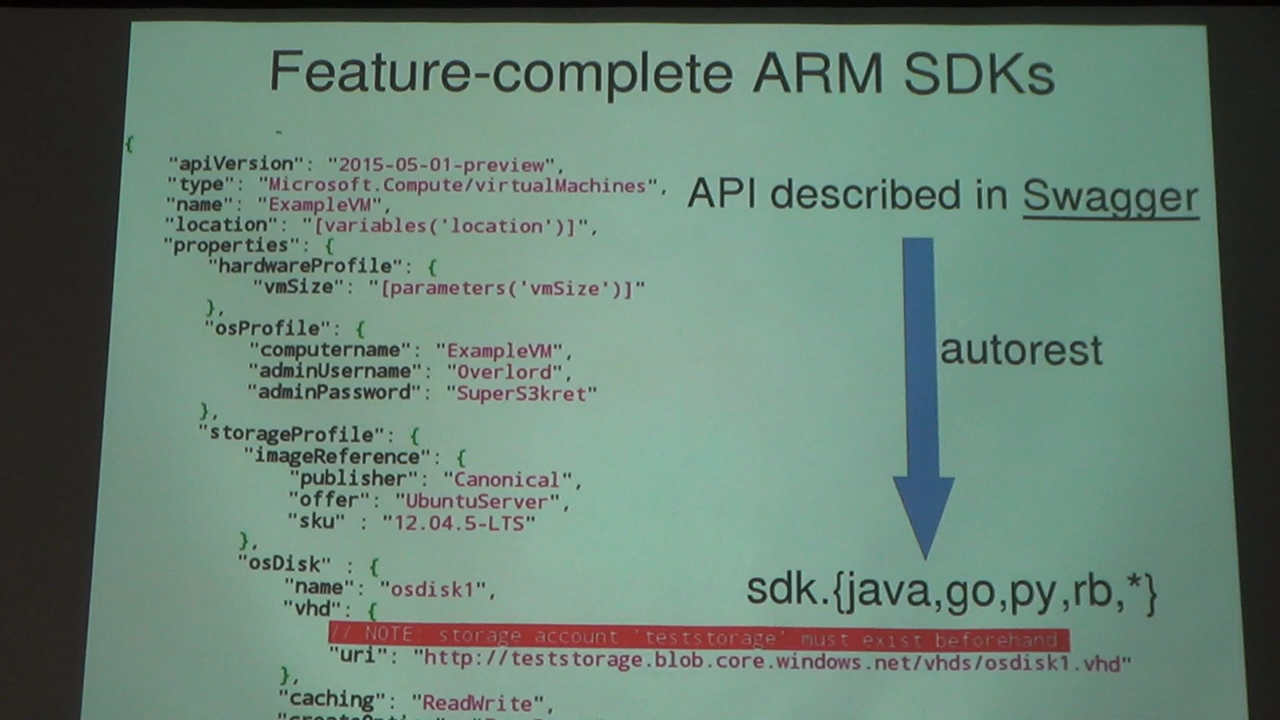 Feature-complete ARM SDKs
{
"apiVersion": "2015-05-01-preview",
"type": "Microsoft.Compute/virtualMachines",
"name": "ExampleVM",
"location": "[variables('location')]",
"properties": {
"hardwareProfile": {
"vmSize": "[parameters('vmSize')]"
},
"osProfile": {
"computername": "ExampleVM",
"adminUsername": "Overlord",
"adminPassword": "SuperS3kret"
},
"storageProfile": {
"imageReference": {
"publisher": "Canonical",
"offer": "UbuntuServer",
"sku" : "12.04.5-LTS"
},
"osDisk" : {
"name": "osdisk1",
"vhd": {
// NOTE: storage account 'teststorage' must exist beforehand
"uri": "http://teststorage.blob.core.windows.net/vhds/osdisk1.vhd"
},
"caching": "ReadWrite",
API described in Swagger
autorest
sdk.{java,go,py,rb,*}